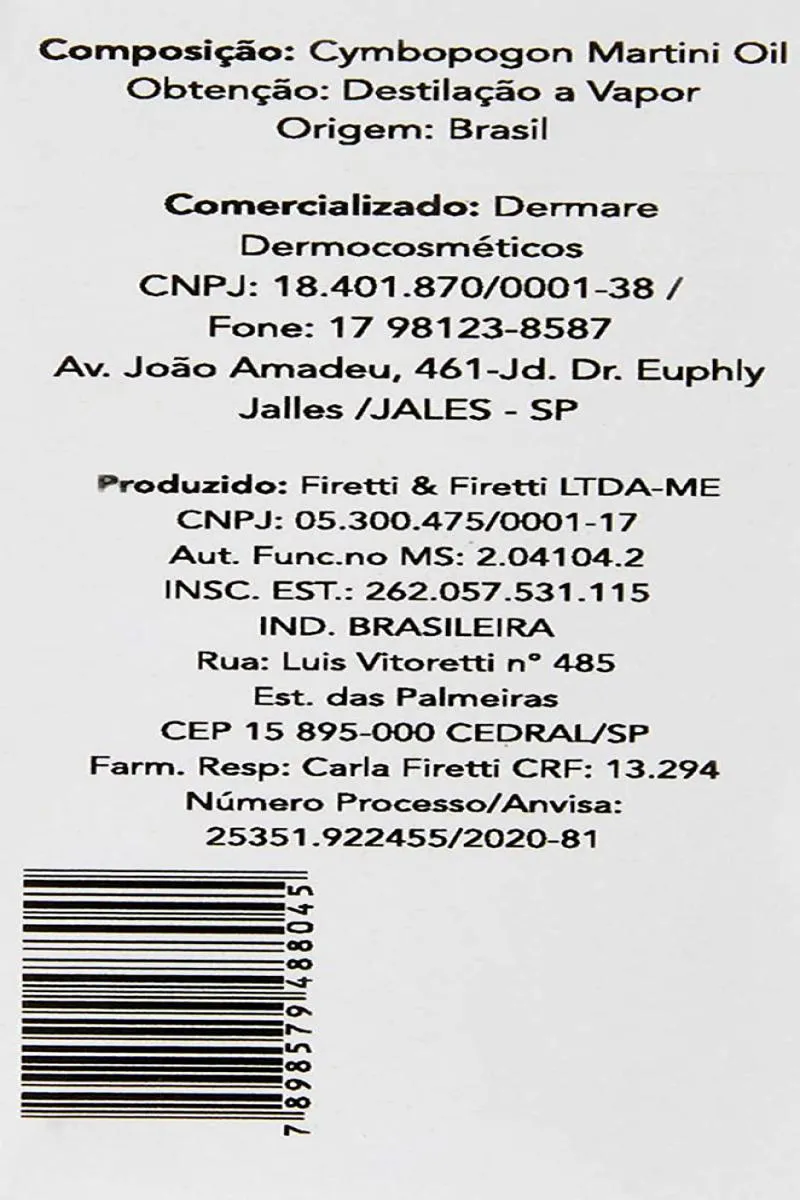 Composição: Cymbopogon Martini Oil
Obtenção: Destilação a Vapor
Origem: Brasil
Comercializado: Dermare
Dermocosméticos
CNPJ: 18.401.870/0001-38 /
Fone: 17 98123-8587
Av. João Amadeu, 461-Jd. Dr. Euphly
Jalles /JALES - SP
Produzido: Firetti & Firetti LTDA-ME
CNPJ: 05.300.475/0001-17
Aut. Func.no MS: 2.04104.2
INSC. EST.: 262.057.531.115
IND. BRASILEIRA
Rua: Luis Vitoretti n° 485
Est. das Palmeiras
CEP 15 895-000 CEDRAL/SP
Farm. Resp: Carla Firetti CRF: 13.294
Número Processo/Anvisa:
25351.922455/2020-81
7 898579 488045